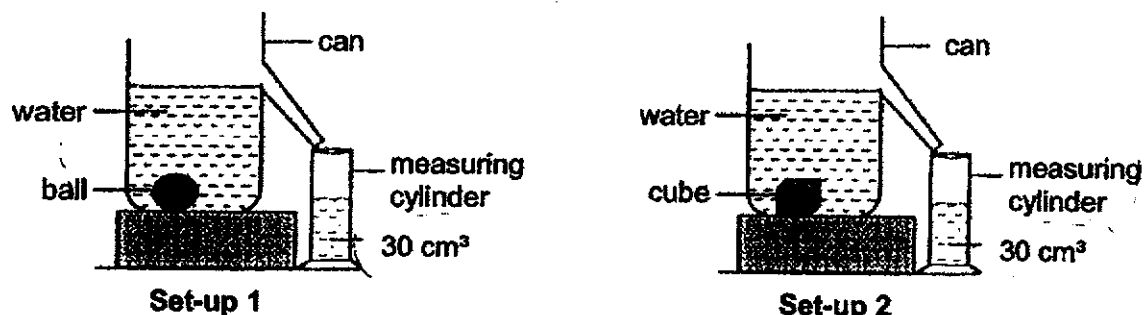 can
water
ball
measuring
cylinder
30 cm³
Set-up 1
can
water
cube
measuring
cylinder
30 cm³
Set-up 2